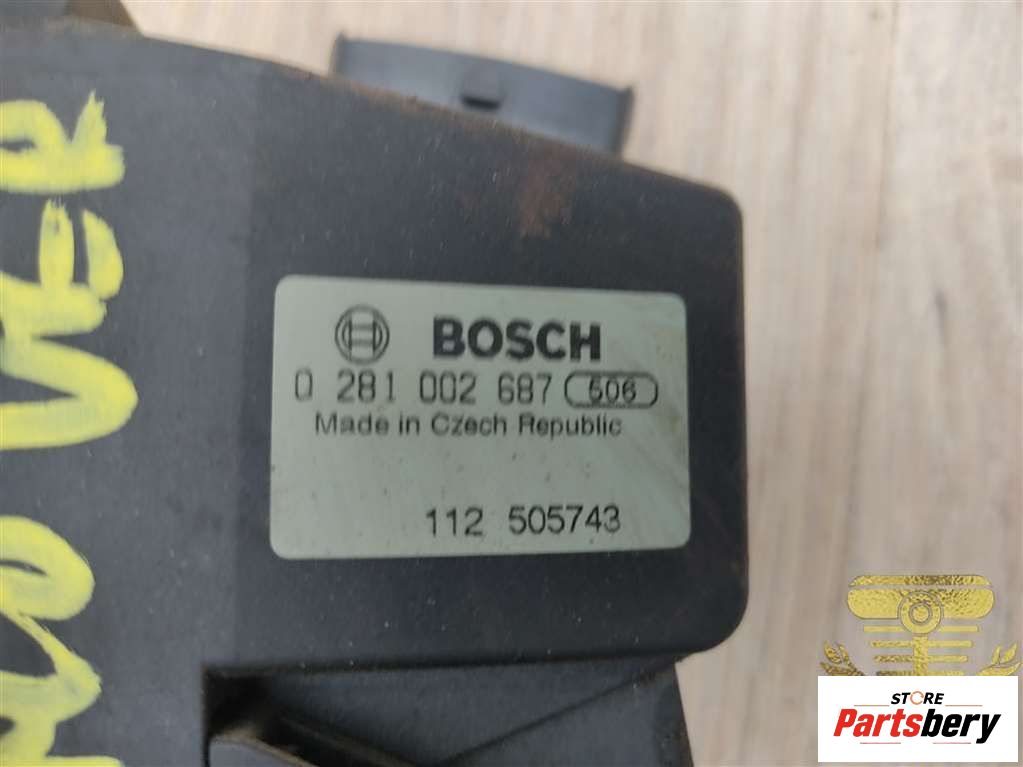 BOSCH
0 281 002 687 506
Made in Czech Republic
112 505743
STORE
Partsbery